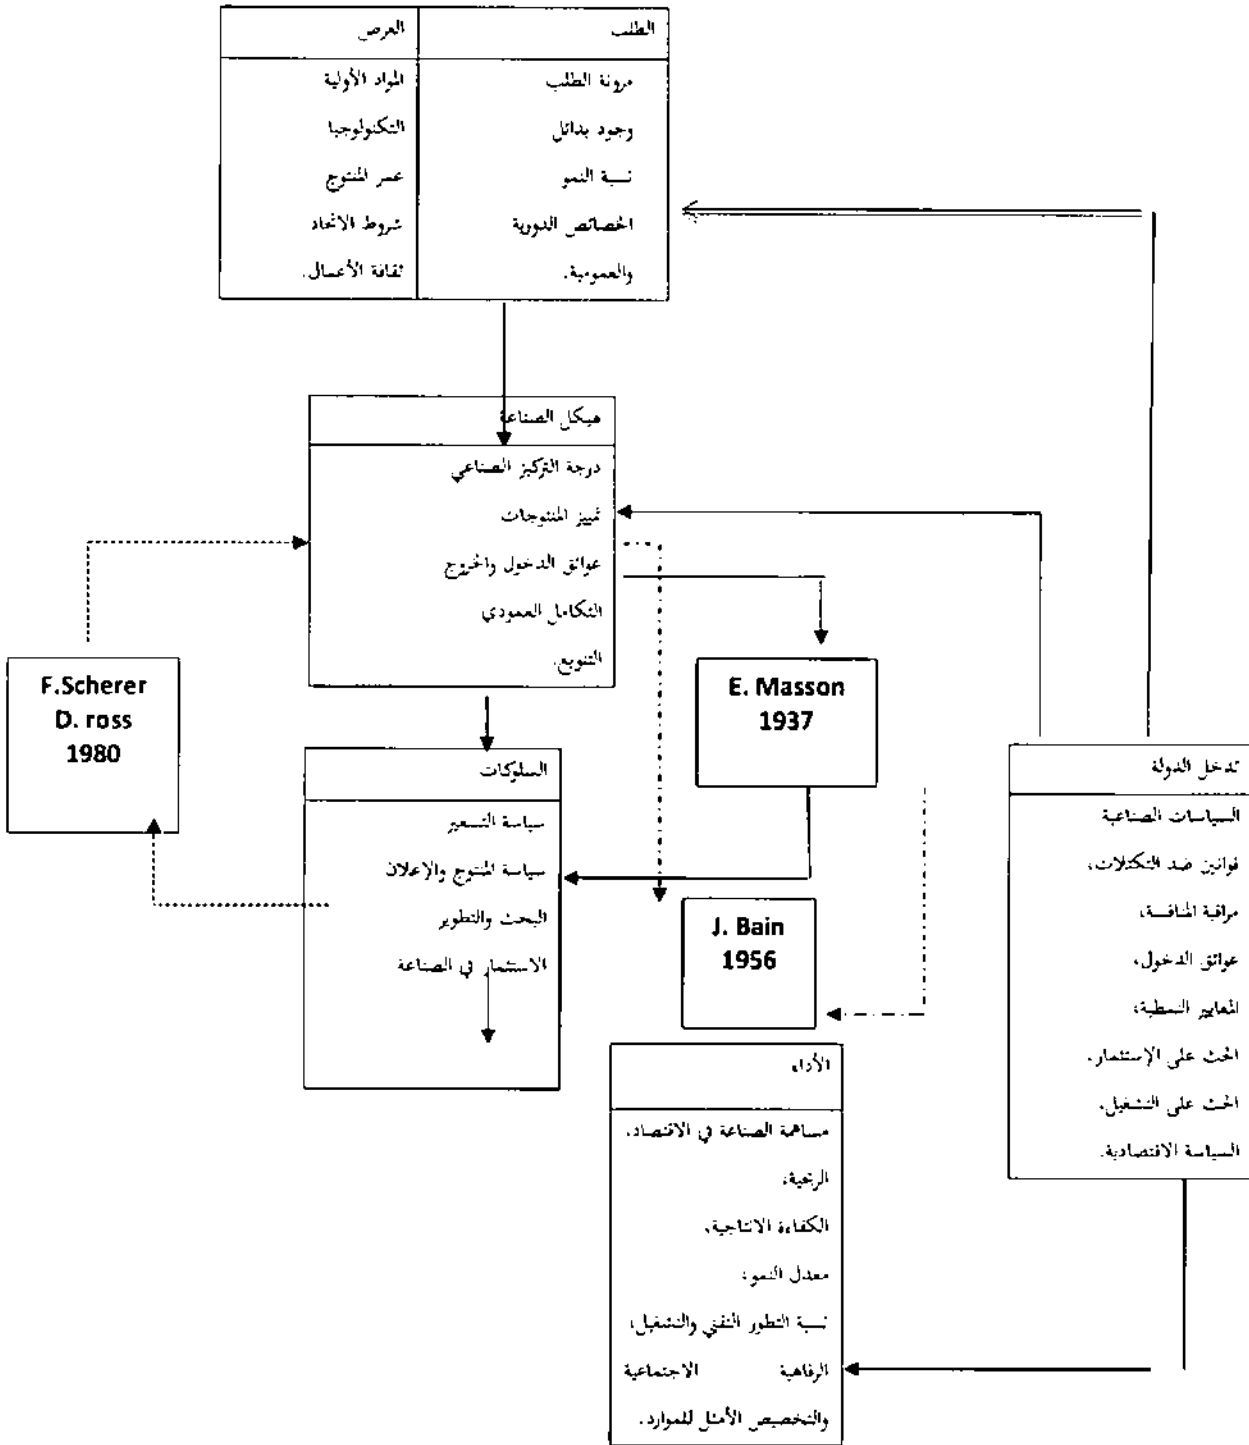 الطلب
العرض
مرونة الطلب
المواد الأولية
وجود بدائل
التكنولوجيا
نسبة النمو
عمر المنتوج
الخصائص الدورية
شروط الاتحاد
والعمومية.
ثقافة الأعمال.
هيكل الصناعة
درجة التركيز الصناعي
تمييز المنتوجات
عوائق الدخول والخروج
التكامل العمودي
التنويع.
F.Scherer
D. ross
1980
E. Masson
1937
السلوكات
سياسة التسعير
سياسة المنتوج والإعلان
البحث والتطوير
الاستثمار في الصناعة
J. Bain
1956
تدخل الدولة
السياسات الصناعية
قوانين ضد التكتلات،
مراقبة المنافسة،
عوائق الدخول،
المعايير النمطية،
الحث على الإستثمار،
الحث على التشغيل،
السياسة الاقتصادية.
الأداء
مساهمة الصناعة في الاقتصاد،
الربحية،
الكفاءة الانتاجية،
معدل النمو،
نسبة التطور التقني والتشغيل،
الرفاهية الاجتماعية
والتخصيص الأمثل للموارد.